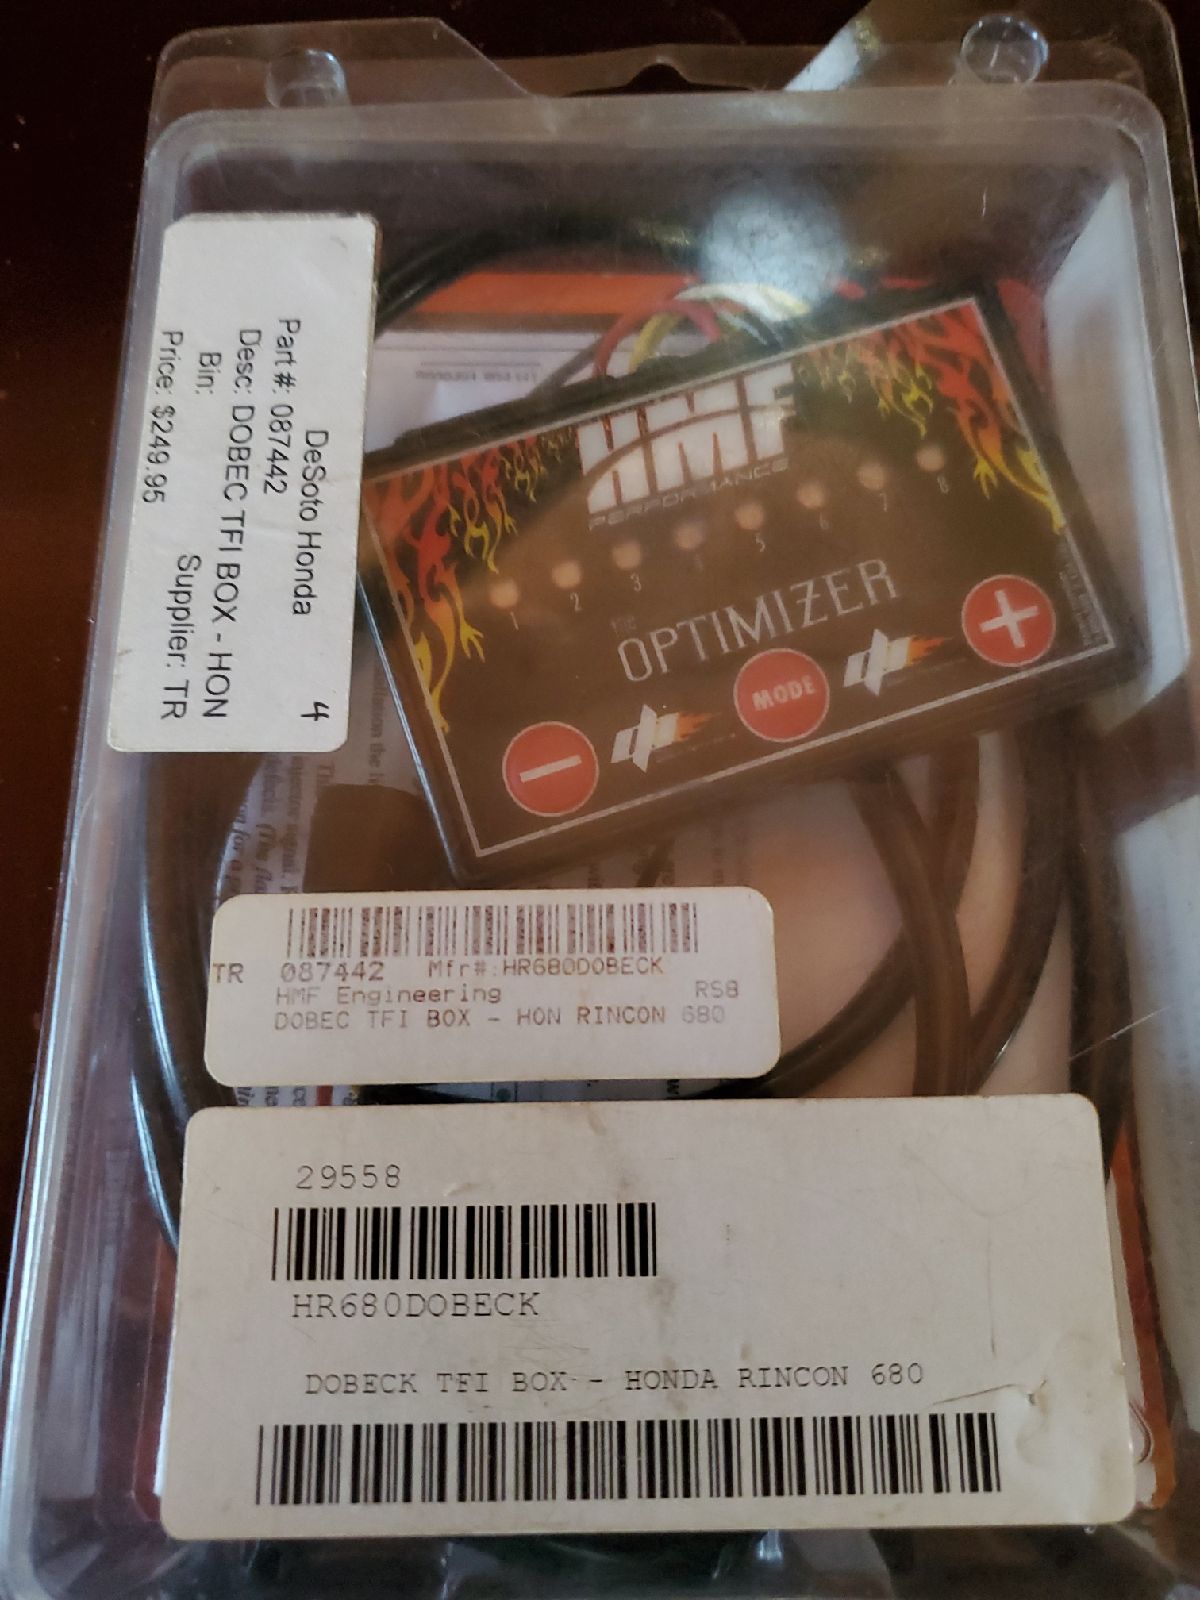 DeSoto Honda 4
Part #: 087442
Desc: DOBEC TFI BOX - HON
Bin: Supplier: TR
Price: $249.95
HMF
PERFORMANCE
1 2 3 5 6 7 8
OPTIMIZER
MODE
TR 087442 Mfr#:HR680DOBECK
HMF Engineering RS8
DOBEC TFI BOX - HON RINCON 680
29558
HR680DOBECK
DOBECK TFI BOX - HONDA RINCON 680